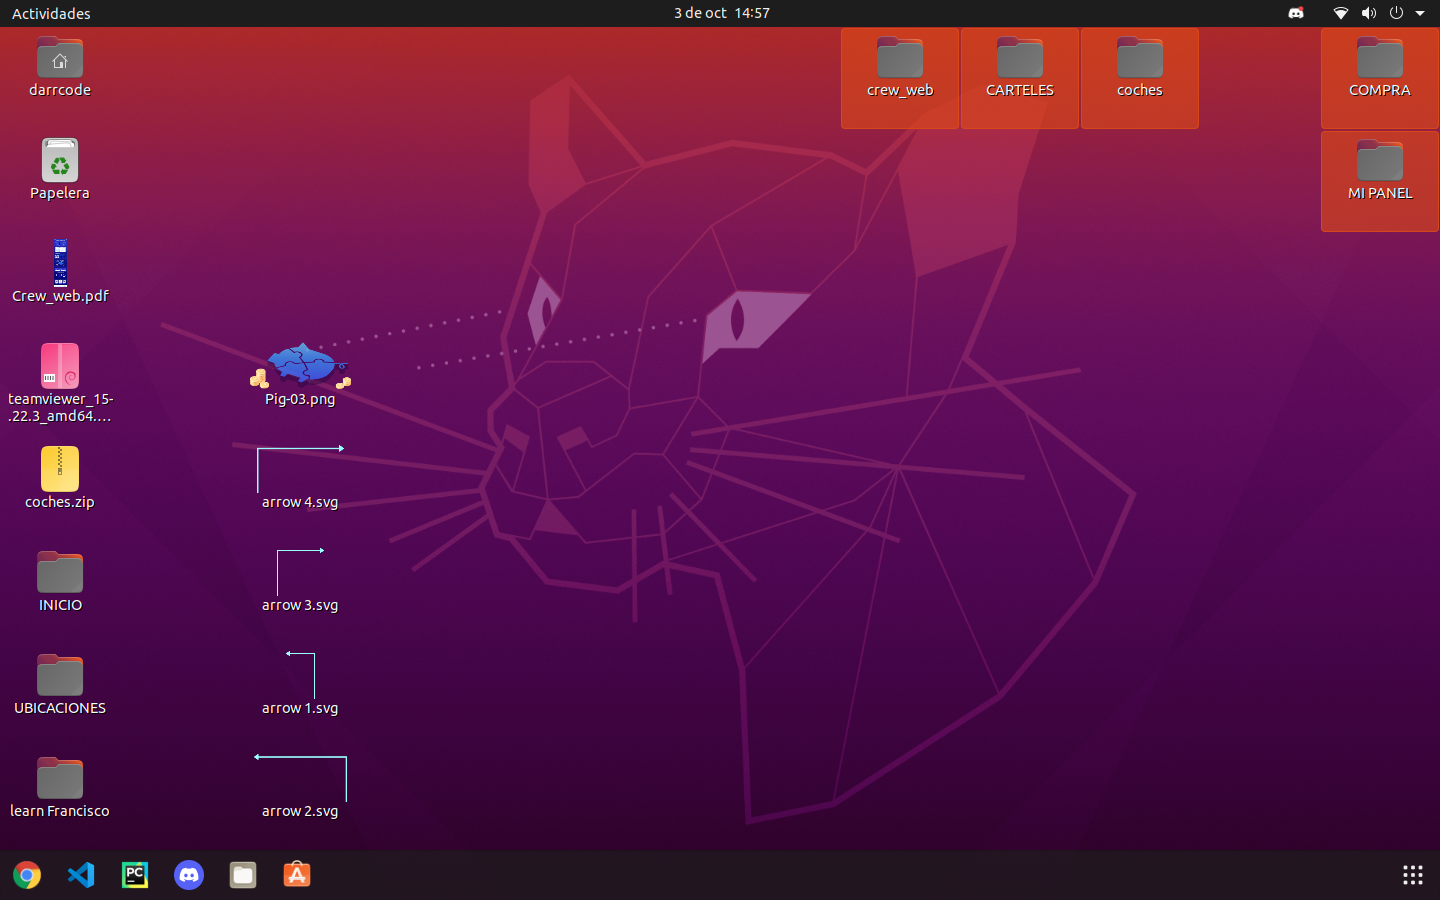 Actividades
3 de oct 14:57
darrcode
crew_web
CARTELES
coches
COMPRA
Papelera
MI PANEL
Crew_web.pdf
teamviewer_15-
.22.3_amd64....
Pig-03.png
coches.zip
arrow 4.svg
INICIO
arrow 3.svg
UBICACIONES
arrow 1.svg
learn Francisco
arrow 2.svg
PC